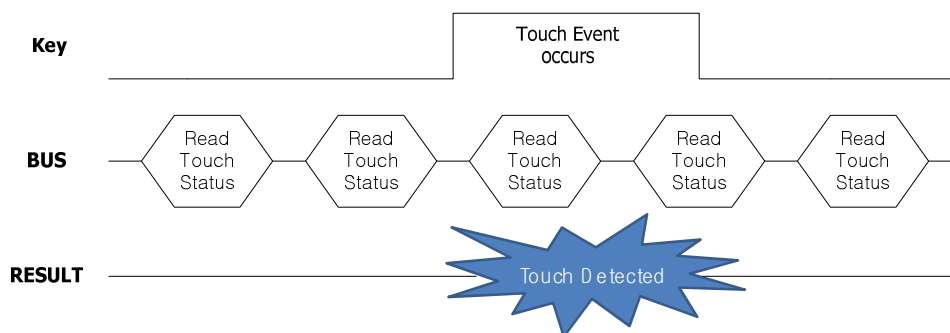 Key
Touch Event
occurs
BUS
Read
Touch
Status
Read
Touch
Status
Read
Touch
Status
Read
Touch
Status
Read
Touch
Status
RESULT
Touch Detected